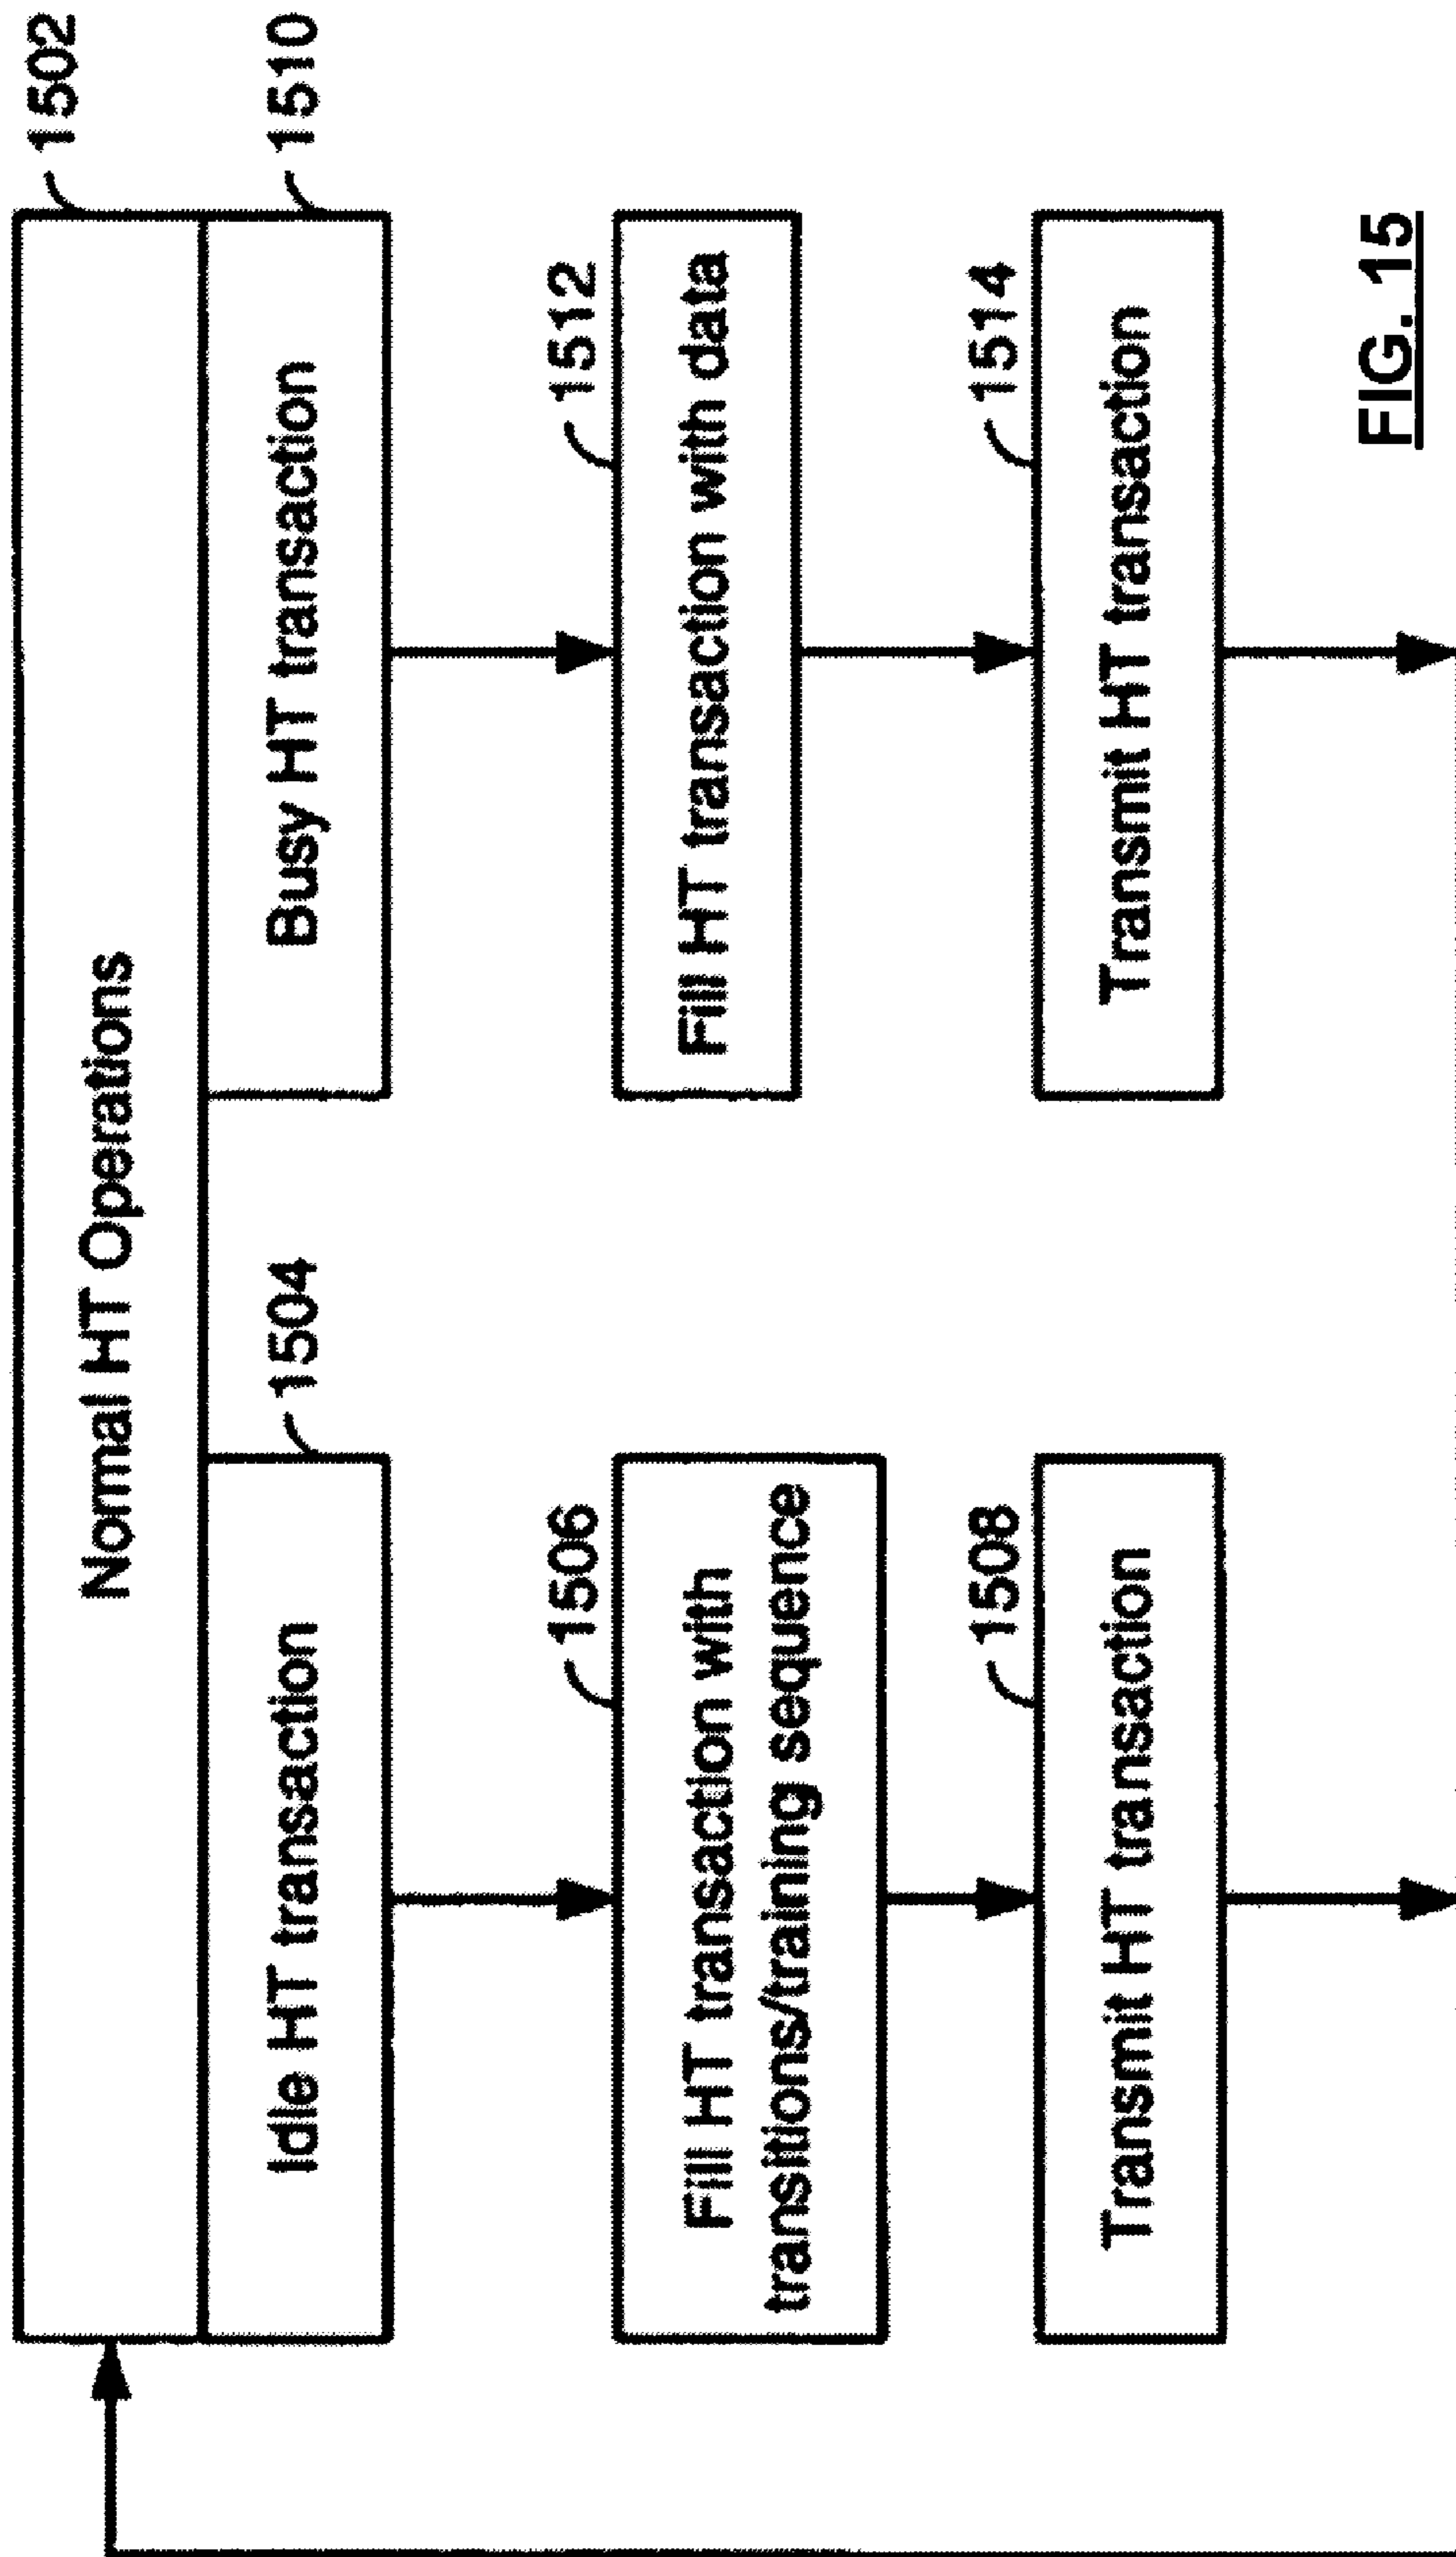 1502
Normal HT Operations
1504
1510
Idle HT transaction
Busy HT transaction
1506
1512
Fill HT transaction with
transitions/training sequence
Fill HT transaction with data
1508
1514
Transmit HT transaction
Transmit HT transaction
FIG. 15